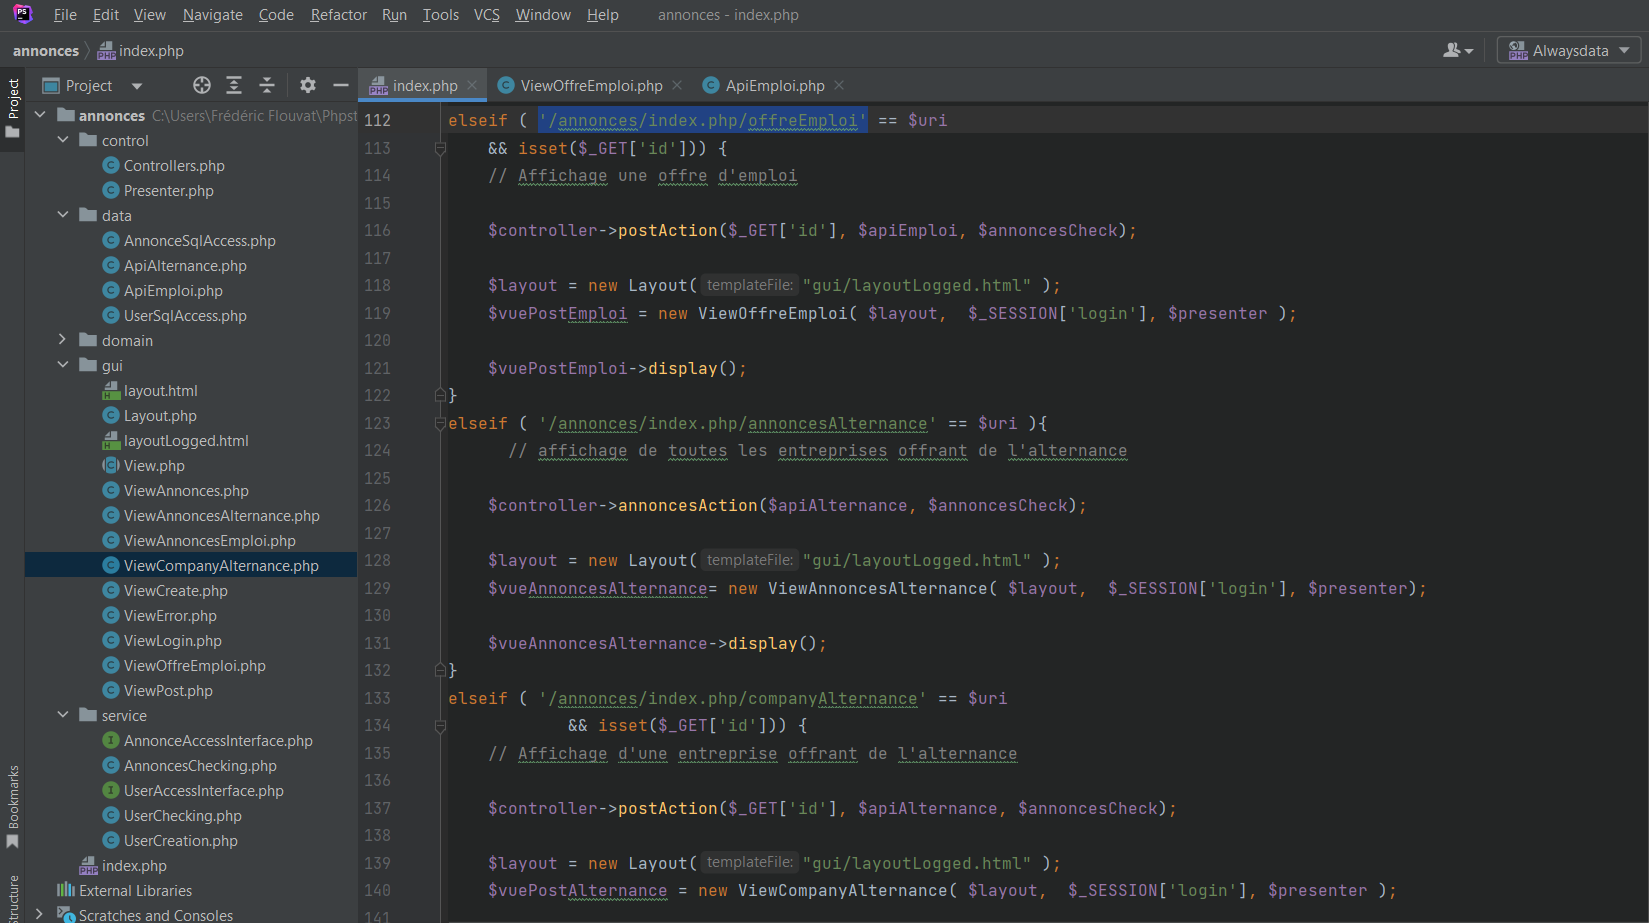 PS File Edit View Navigate Code Refactor Run Tools VCS Window Help annonces - index.php
annonces index.php Alwaysdata
Project index.php ViewOffreEmploi.php ApiEmploi.php
Project
annonces C:\Users\Frédéric Flouvat\Phpst
control
Controllers.php
Presenter.php
data
AnnonceSqlAccess.php
ApiAlternance.php
ApiEmploi.php
UserSqlAccess.php
domain
gui
layout.html
Layout.php
layoutLogged.html
View.php
ViewAnnonces.php
ViewAnnoncesAlternance.php
ViewAnnoncesEmploi.php
ViewCompanyAlternance.php
ViewCreate.php
ViewError.php
ViewLogin.php
ViewOffreEmploi.php
ViewPost.php
service
AnnonceAccessInterface.php
AnnoncesChecking.php
UserAccessInterface.php
UserChecking.php
UserCreation.php
index.php
External Libraries
Scratches and Consoles
Bookmarks
Structure
112 elseif ( '/annonces/index.php/offreEmploi' == $uri
113 && isset($_GET['id'])) {
114 // Affichage une offre d'emploi
115
116 $controller->postAction($_GET['id'], $apiEmploi, $annoncesCheck);
117
118 $layout = new Layout( templateFile: "gui/layoutLogged.html" );
119 $vuePostEmploi = new ViewOffreEmploi( $layout, $_SESSION['login'], $presenter );
120
121 $vuePostEmploi->display();
122 }
123 elseif ( '/annonces/index.php/annoncesAlternance' == $uri ){
124 // affichage de toutes les entreprises offrant de l'alternance
125
126 $controller->annoncesAction($apiAlternance, $annoncesCheck);
127
128 $layout = new Layout( templateFile: "gui/layoutLogged.html" );
129 $vueAnnoncesAlternance= new ViewAnnoncesAlternance( $layout, $_SESSION['login'], $presenter);
130
131 $vueAnnoncesAlternance->display();
132 }
133 elseif ( '/annonces/index.php/companyAlternance' == $uri
134 && isset($_GET['id'])) {
135 // Affichage d'une entreprise offrant de l'alternance
136
137 $controller->postAction($_GET['id'], $apiAlternance, $annoncesCheck);
138
139 $layout = new Layout( templateFile: "gui/layoutLogged.html" );
140 $vuePostAlternance = new ViewCompanyAlternance( $layout, $_SESSION['login'], $presenter );
141